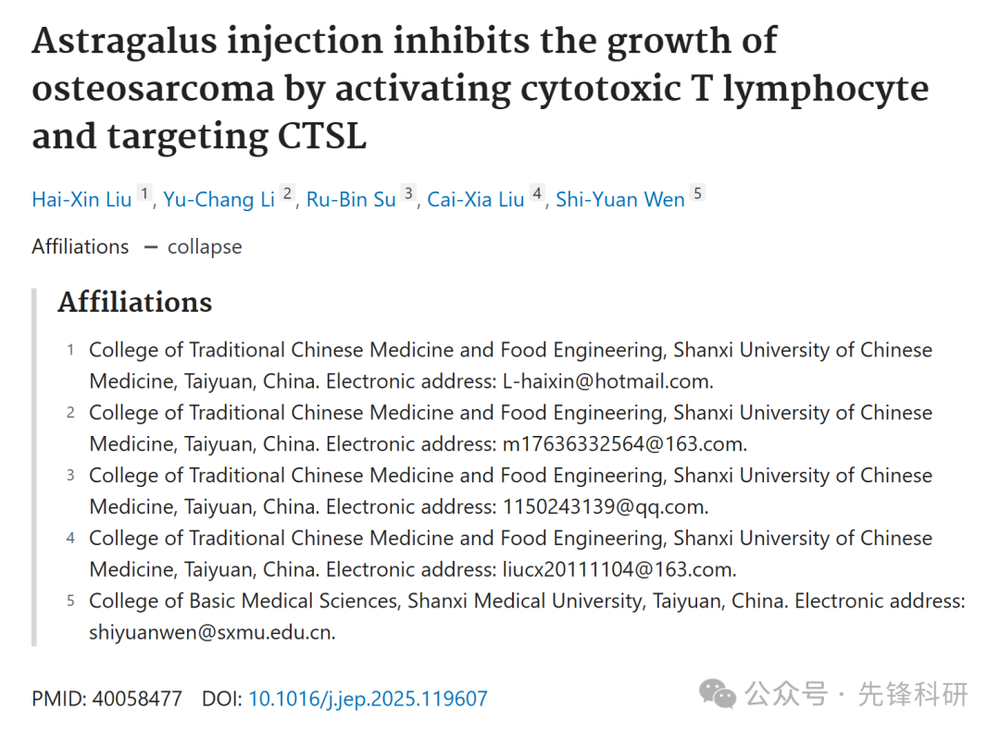 Astragalus injection inhibits the growth of
osteosarcoma by activating cytotoxic T lymphocyte
and targeting CTSL
Hai-Xin Liu 1, Yu-Chang Li 2, Ru-Bin Su 3, Cai-Xia Liu 4, Shi-Yuan Wen 5
Affiliations — collapse
Affiliations
1 College of Traditional Chinese Medicine and Food Engineering, Shanxi University of Chinese
Medicine, Taiyuan, China. Electronic address: L-haixin@hotmail.com.
2 College of Traditional Chinese Medicine and Food Engineering, Shanxi University of Chinese
Medicine, Taiyuan, China. Electronic address: m17636332564@163.com.
3 College of Traditional Chinese Medicine and Food Engineering, Shanxi University of Chinese
Medicine, Taiyuan, China. Electronic address: 1150243139@qq.com.
4 College of Traditional Chinese Medicine and Food Engineering, Shanxi University of Chinese
Medicine, Taiyuan, China. Electronic address: liucx20111104@163.com.
5 College of Basic Medical Sciences, Shanxi Medical University, Taiyuan, China. Electronic address:
shiyuanwen@sxmu.edu.cn.
PMID: 40058477 DOI: 10.1016/j.jep.2025.119607
公众号 · 先锋科研